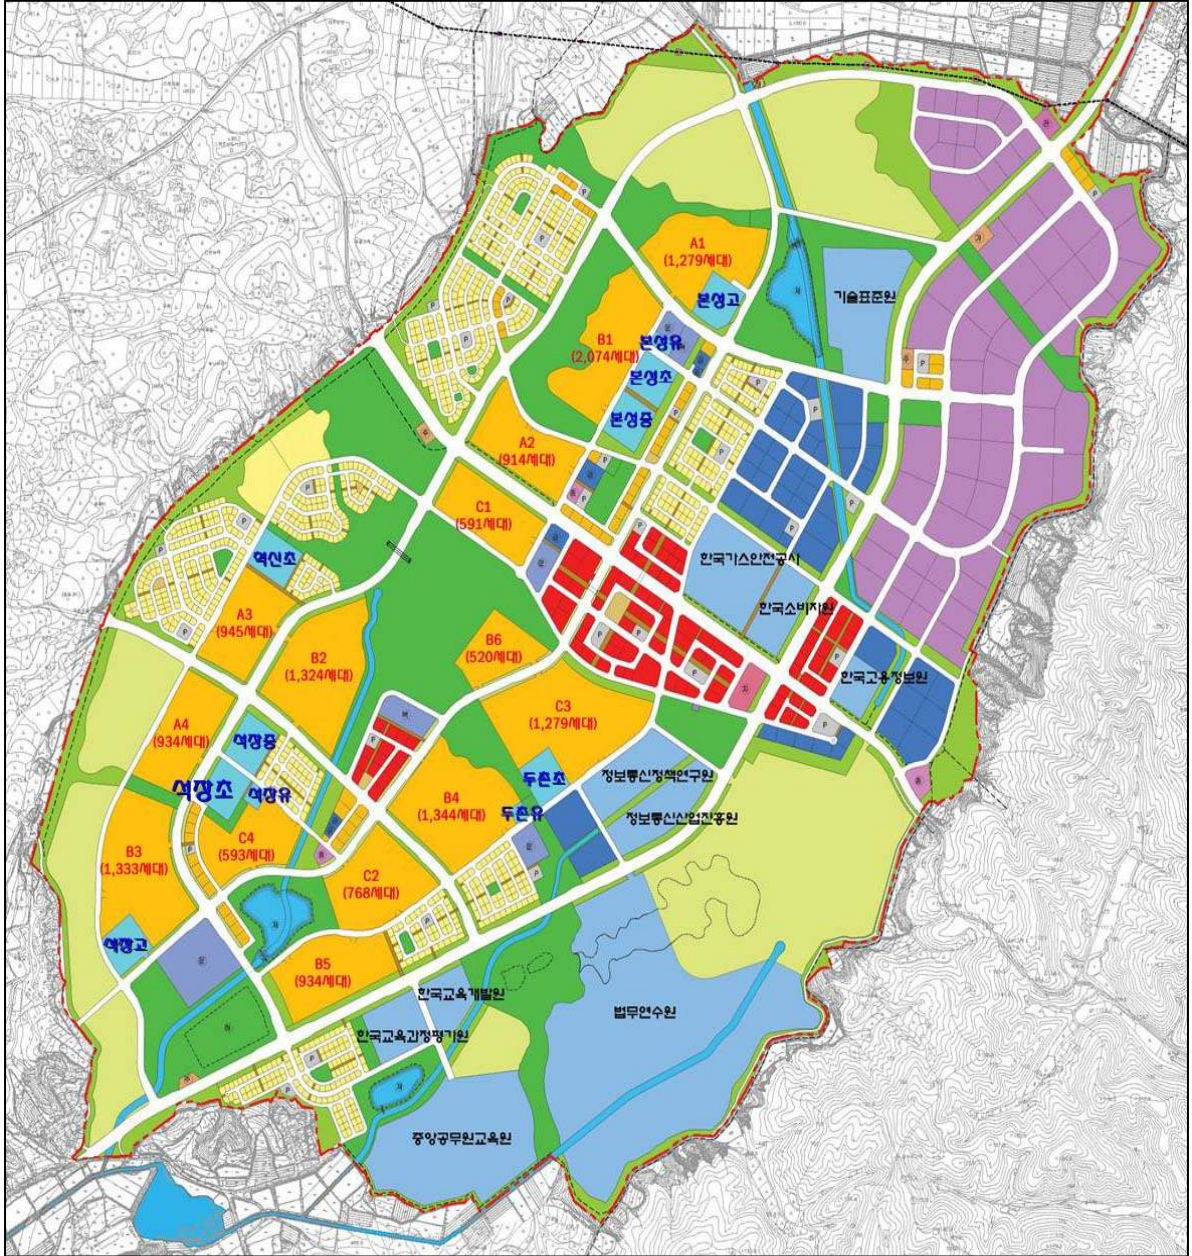 A1
(1,279세대)
본성고
기술표준원
B1
(2,074세대)
본성유
본성초
본성중
A2
(914세대)
C1
(591세대)
한국가스안전공사
혁신초
한국소비자원
A3
(945세대)
B6
(520세대)
B2
(1,324세대)
한국고용정보원
C3
(1,279세대)
A4
(934세대)
석장중
정보통신정책연구원
두촌초
석장초
석장유
B4
(1,344세대)
두촌유
정보통신산업진흥원
C4
(593세대)
B3
(1,333세대)
C2
(768세대)
석장고
B5
(934세대)
한국교육개발원
법무연수원
한국교육과정평가원
중앙공무원교육원